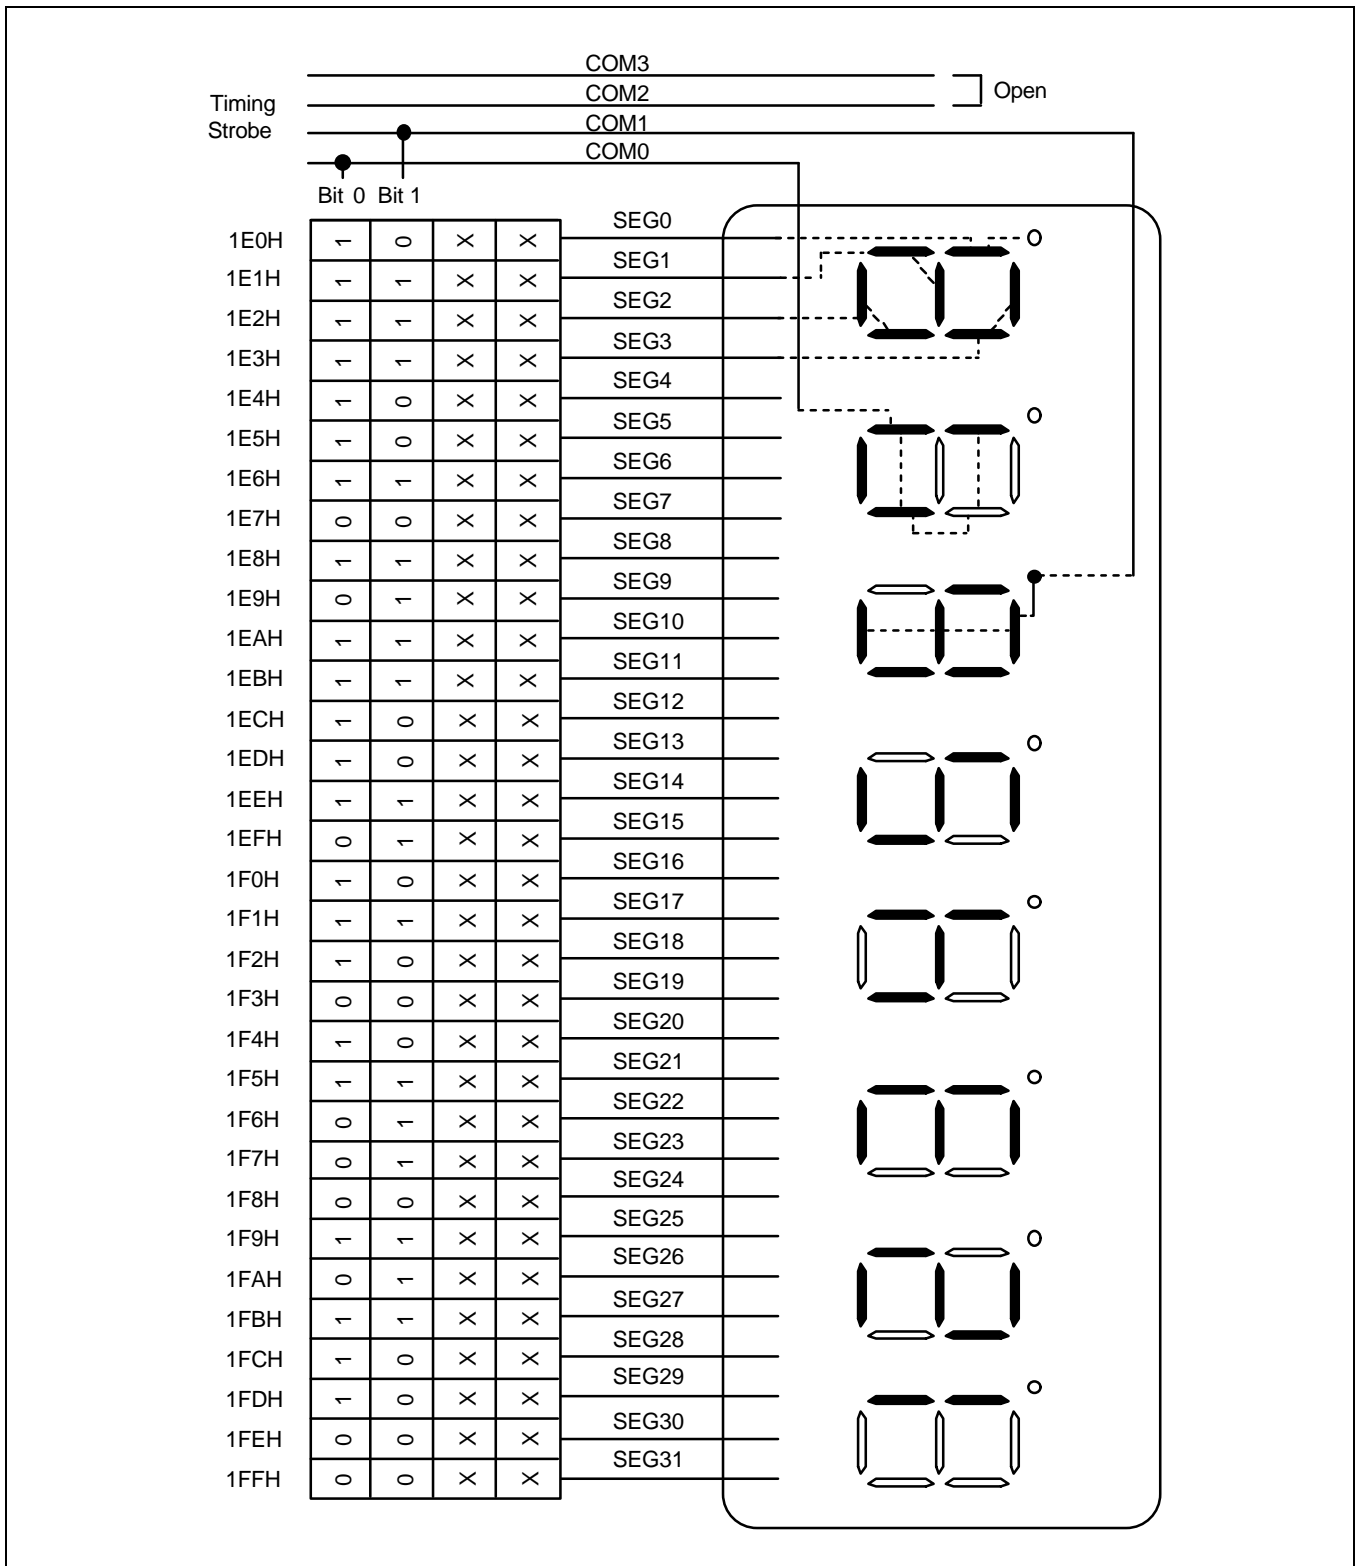 COM3
COM2
Open
Timing
Strobe
COM1
COM0
Bit 0 Bit 1
1E0H 1 0 X X SEG0
1E1H 1 1 X X SEG1
1E2H 1 1 X X SEG2
1E3H 1 1 X X SEG3
1E4H 1 0 X X SEG4
1E5H 1 0 X X SEG5
1E6H 1 1 X X SEG6
1E7H 0 0 X X SEG7
1E8H 1 1 X X SEG8
1E9H 0 1 X X SEG9
1EAH 1 1 X X SEG10
1EBH 1 1 X X SEG11
1ECH 1 0 X X SEG12
1EDH 1 0 X X SEG13
1EEH 1 1 X X SEG14
1EFH 0 1 X X SEG15
1F0H 1 0 X X SEG16
1F1H 1 1 X X SEG17
1F2H 1 0 X X SEG18
1F3H 0 0 X X SEG19
1F4H 1 0 X X SEG20
1F5H 1 1 X X SEG21
1F6H 0 1 X X SEG22
1F7H 0 1 X X SEG23
1F8H 0 0 X X SEG24
1F9H 1 1 X X SEG25
1FAH 0 1 X X SEG26
1FBH 1 1 X X SEG27
1FCH 1 0 X X SEG28
1FDH 1 0 X X SEG29
1FEH 0 0 X X SEG30
1FFH 0 0 X X SEG31